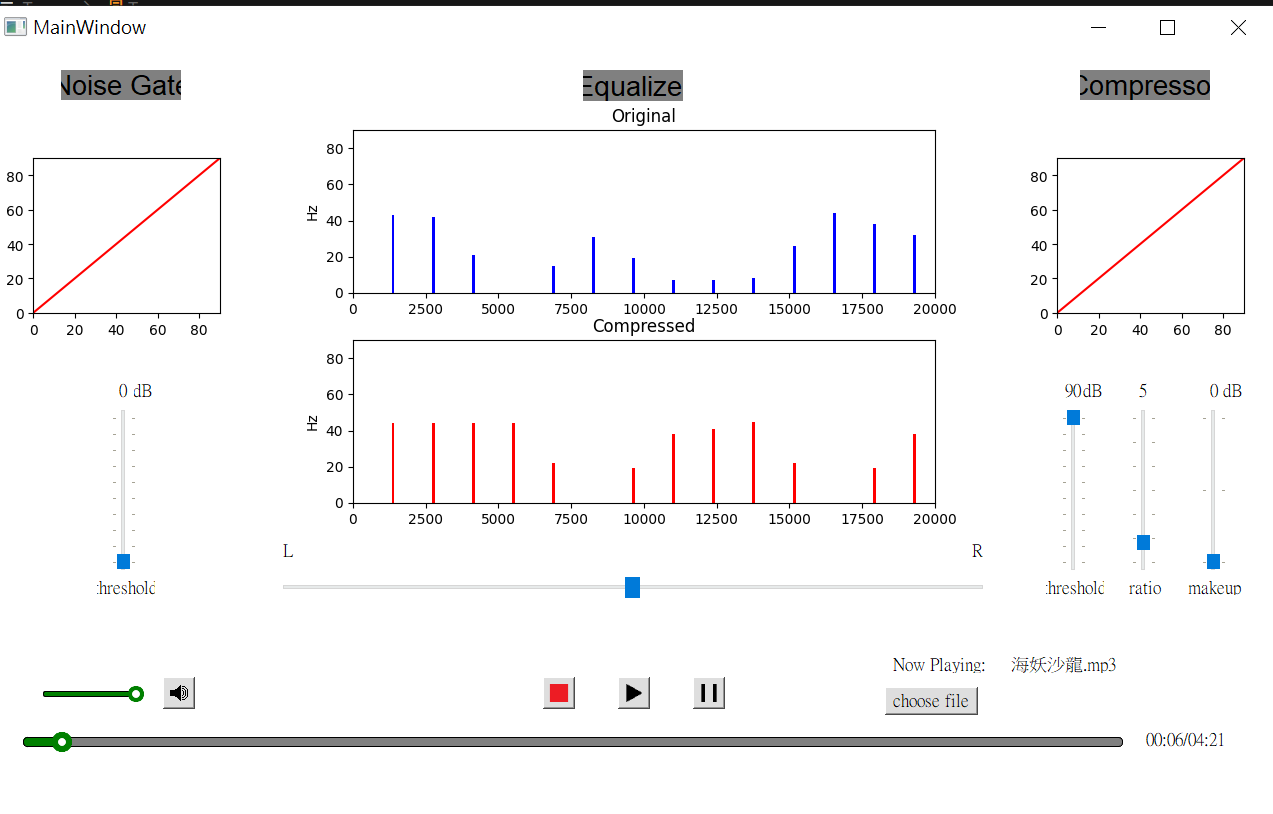 MainWindow
Noise Gate
Equalize
Compresso
Original
80
60
40
20
0
Hz
0 2500 5000 7500 10000 12500 15000 17500 20000
80
60
40
20
0
0 20 40 60 80
80
60
40
20
0
0 20 40 60 80
Compressed
80
60
40
20
0
Hz
0 2500 5000 7500 10000 12500 15000 17500 20000
0 dB
threshold
90dB 5 0 dB
threshold ratio makeup
L R
Now Playing: 海妖沙龍.mp3
choose file
00:06/04:21